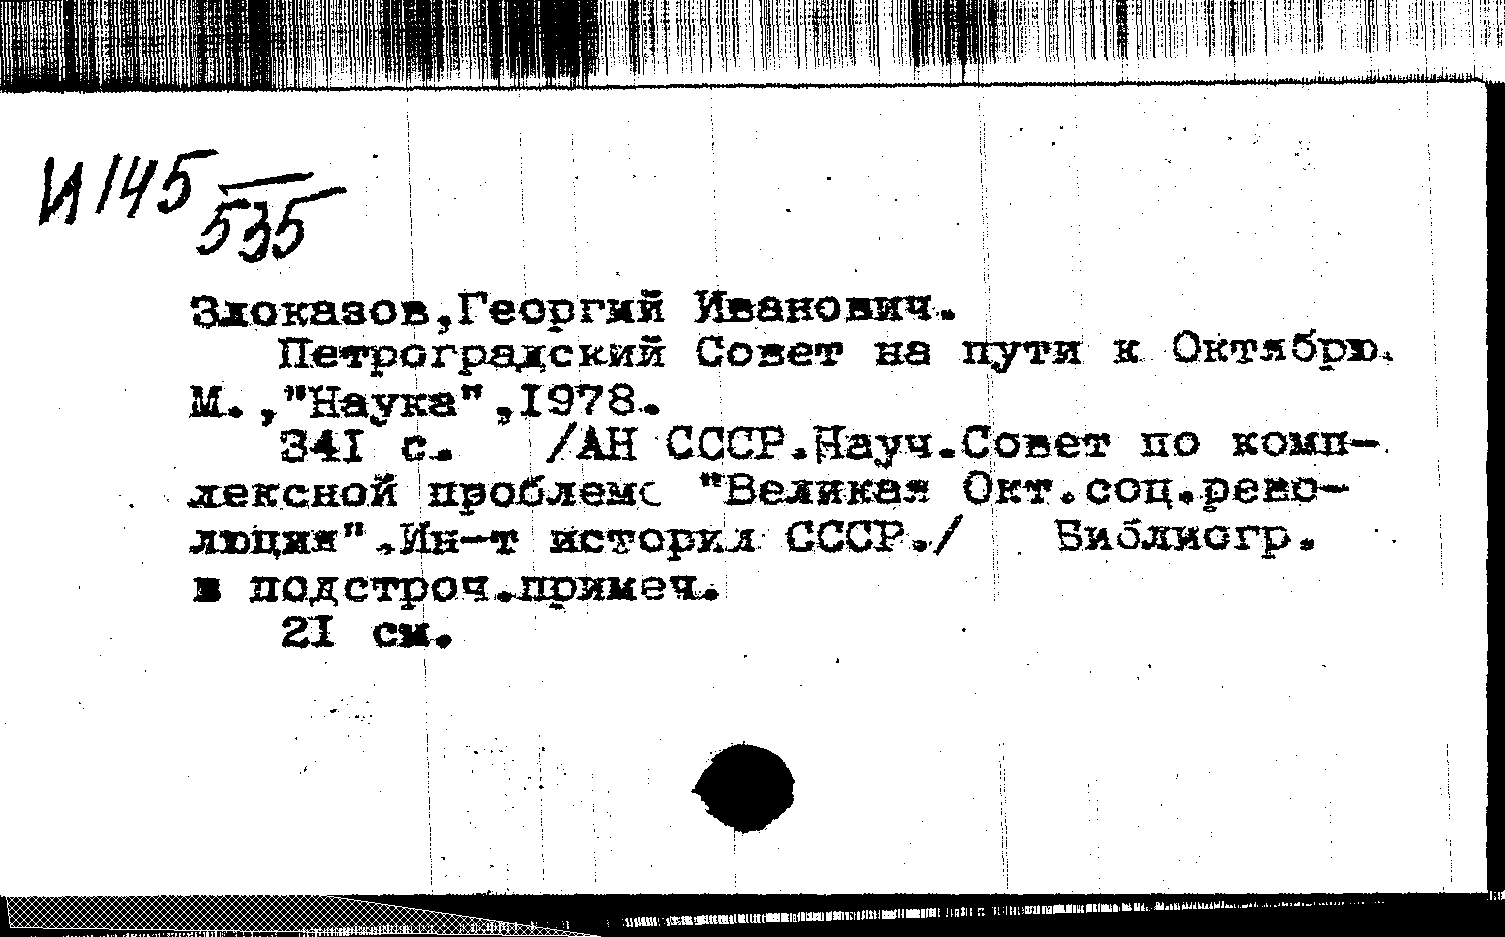 И 145
535
Злоказов,Георгий Иванович.
Петроградский Совет на пути к Октябрю.
М.,"Наука",1978.
341 с. /АН СССР.Науч.Совет по комп-
лексной проблеме "Великая Окт.соц.рево-
люция".Ин-т истории СССР./ Библиогр.
в подстроч.примеч.
21 см.